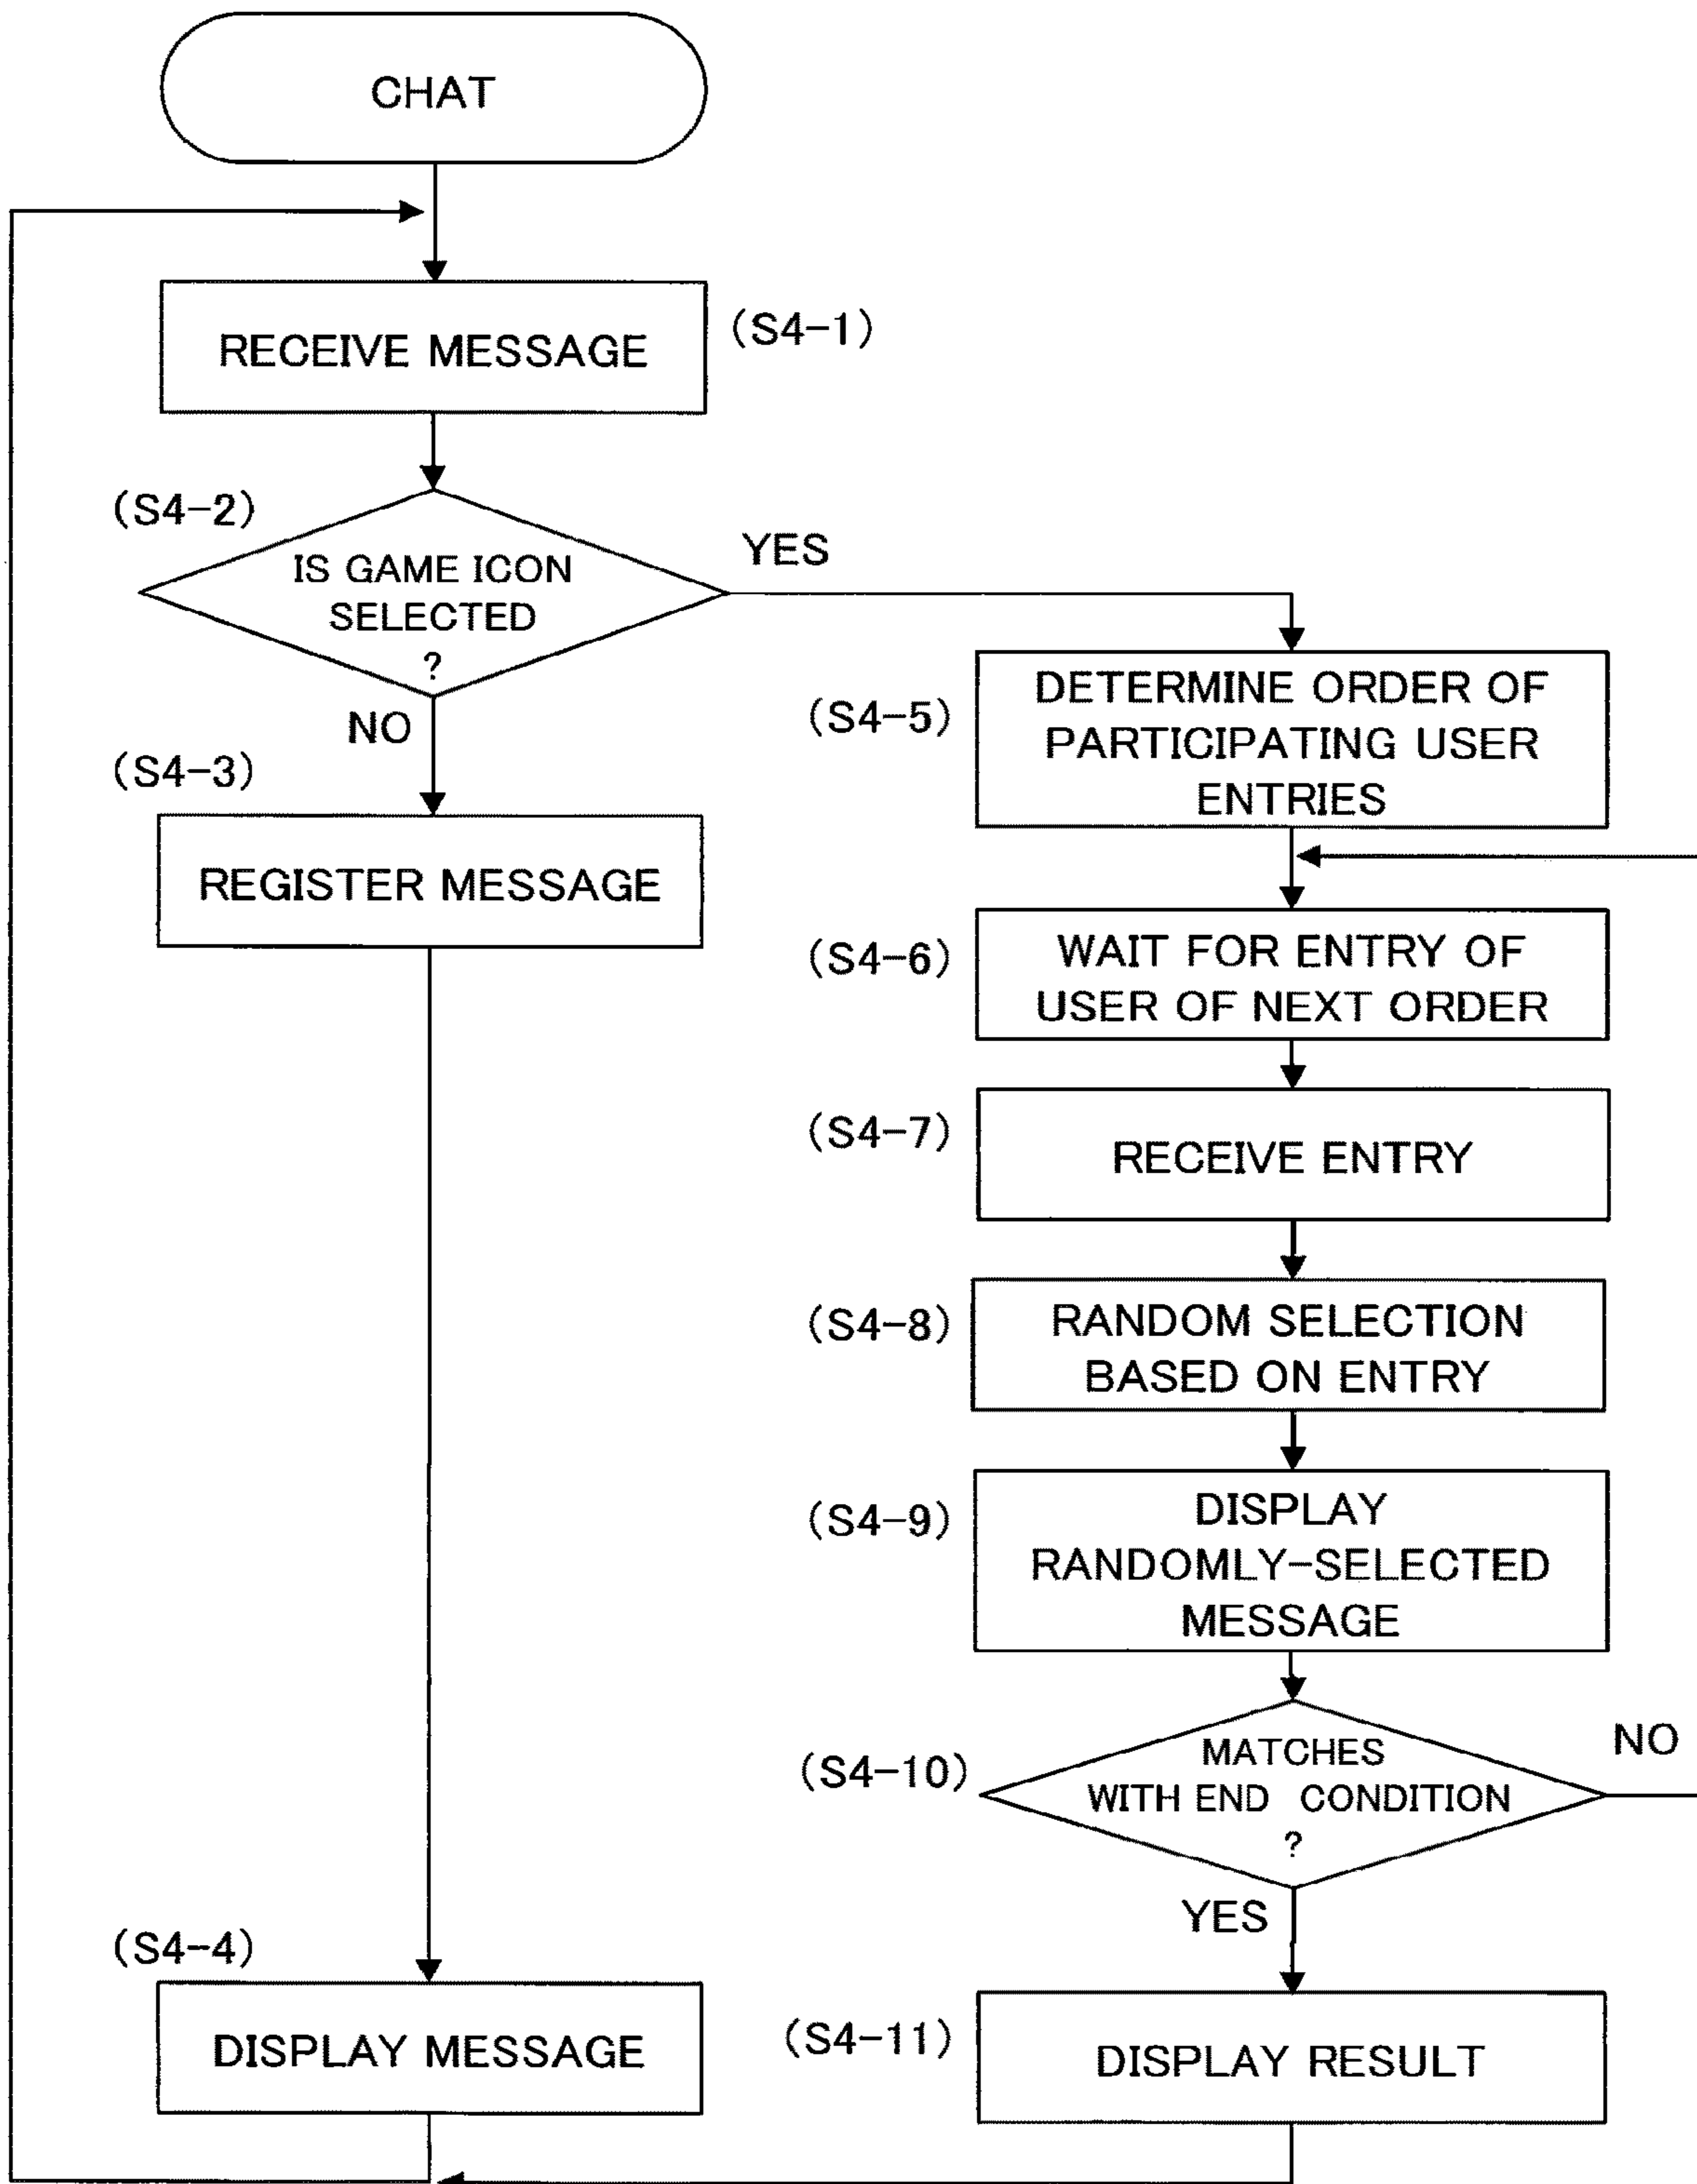 CHAT
RECEIVE MESSAGE
(S4-1)
(S4-2)
IS GAME ICON
SELECTED
?
YES
NO
(S4-3)
REGISTER MESSAGE
(S4-4)
DISPLAY MESSAGE
(S4-5)
DETERMINE ORDER OF
PARTICIPATING USER
ENTRIES
(S4-6)
WAIT FOR ENTRY OF
USER OF NEXT ORDER
(S4-7)
RECEIVE ENTRY
(S4-8)
RANDOM SELECTION
BASED ON ENTRY
(S4-9)
DISPLAY
RANDOMLY-SELECTED
MESSAGE
(S4-10)
MATCHES
WITH END CONDITION
?
NO
YES
(S4-11)
DISPLAY RESULT